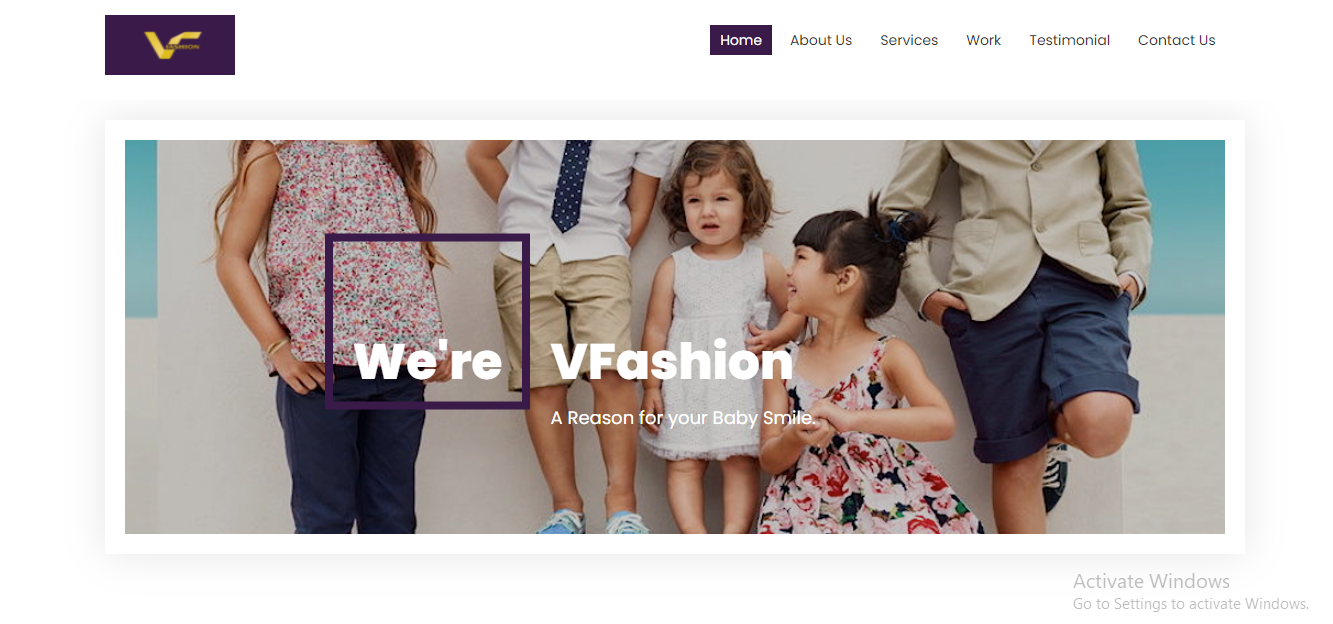 FASHION
Home About Us Services Work Testimonial Contact Us
We're VFashion
A Reason for your Baby Smile.
Activate Windows
Go to Settings to activate Windows.